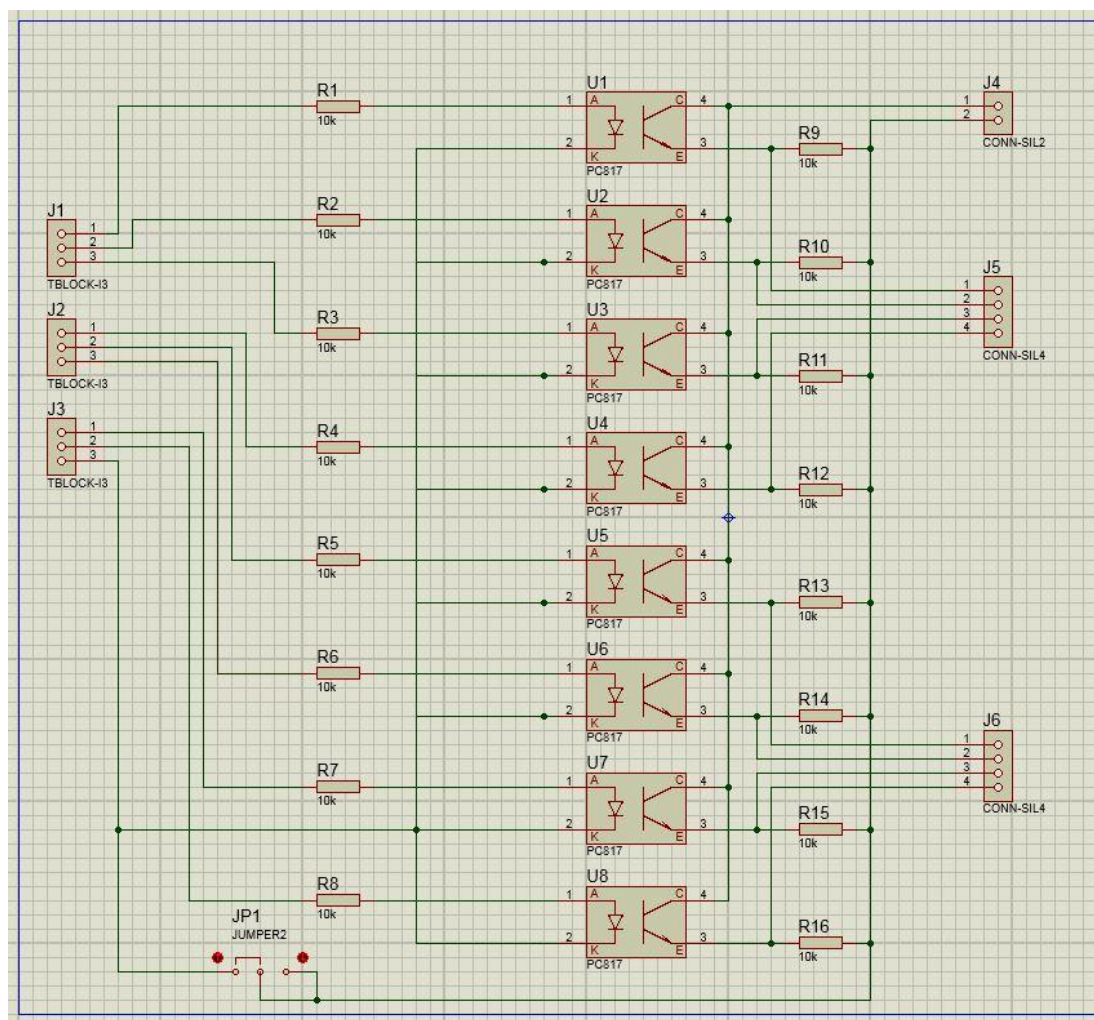 R1
10k
U1
1 A C 4
2 K E 3
PC817
J4
1
2
CONN-SIL2
R9
10k
J1
1
2
3
TBLOCK-I3
R2
10k
U2
1 A C 4
2 K E 3
PC817
R10
10k
J5
1
2
3
4
CONN-SIL4
J2
1
2
3
TBLOCK-I3
R3
10k
U3
1 A C 4
2 K E 3
PC817
R11
10k
J3
1
2
3
TBLOCK-I3
R4
10k
U4
1 A C 4
2 K E 3
PC817
R12
10k
R5
10k
U5
1 A C 4
2 K E 3
PC817
R13
10k
R6
10k
U6
1 A C 4
2 K E 3
PC817
R14
10k
J6
1
2
3
4
CONN-SIL4
R7
10k
U7
1 A C 4
2 K E 3
PC817
R15
10k
R8
10k
U8
1 A C 4
2 K E 3
PC817
R16
10k
JP1
JUMPER2